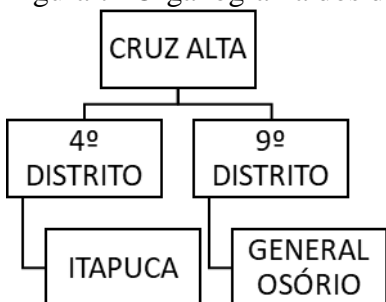 CRUZ ALTA
4º
DISTRITO
9º
DISTRITO
ITAPUCA
GENERAL
OSÓRIO